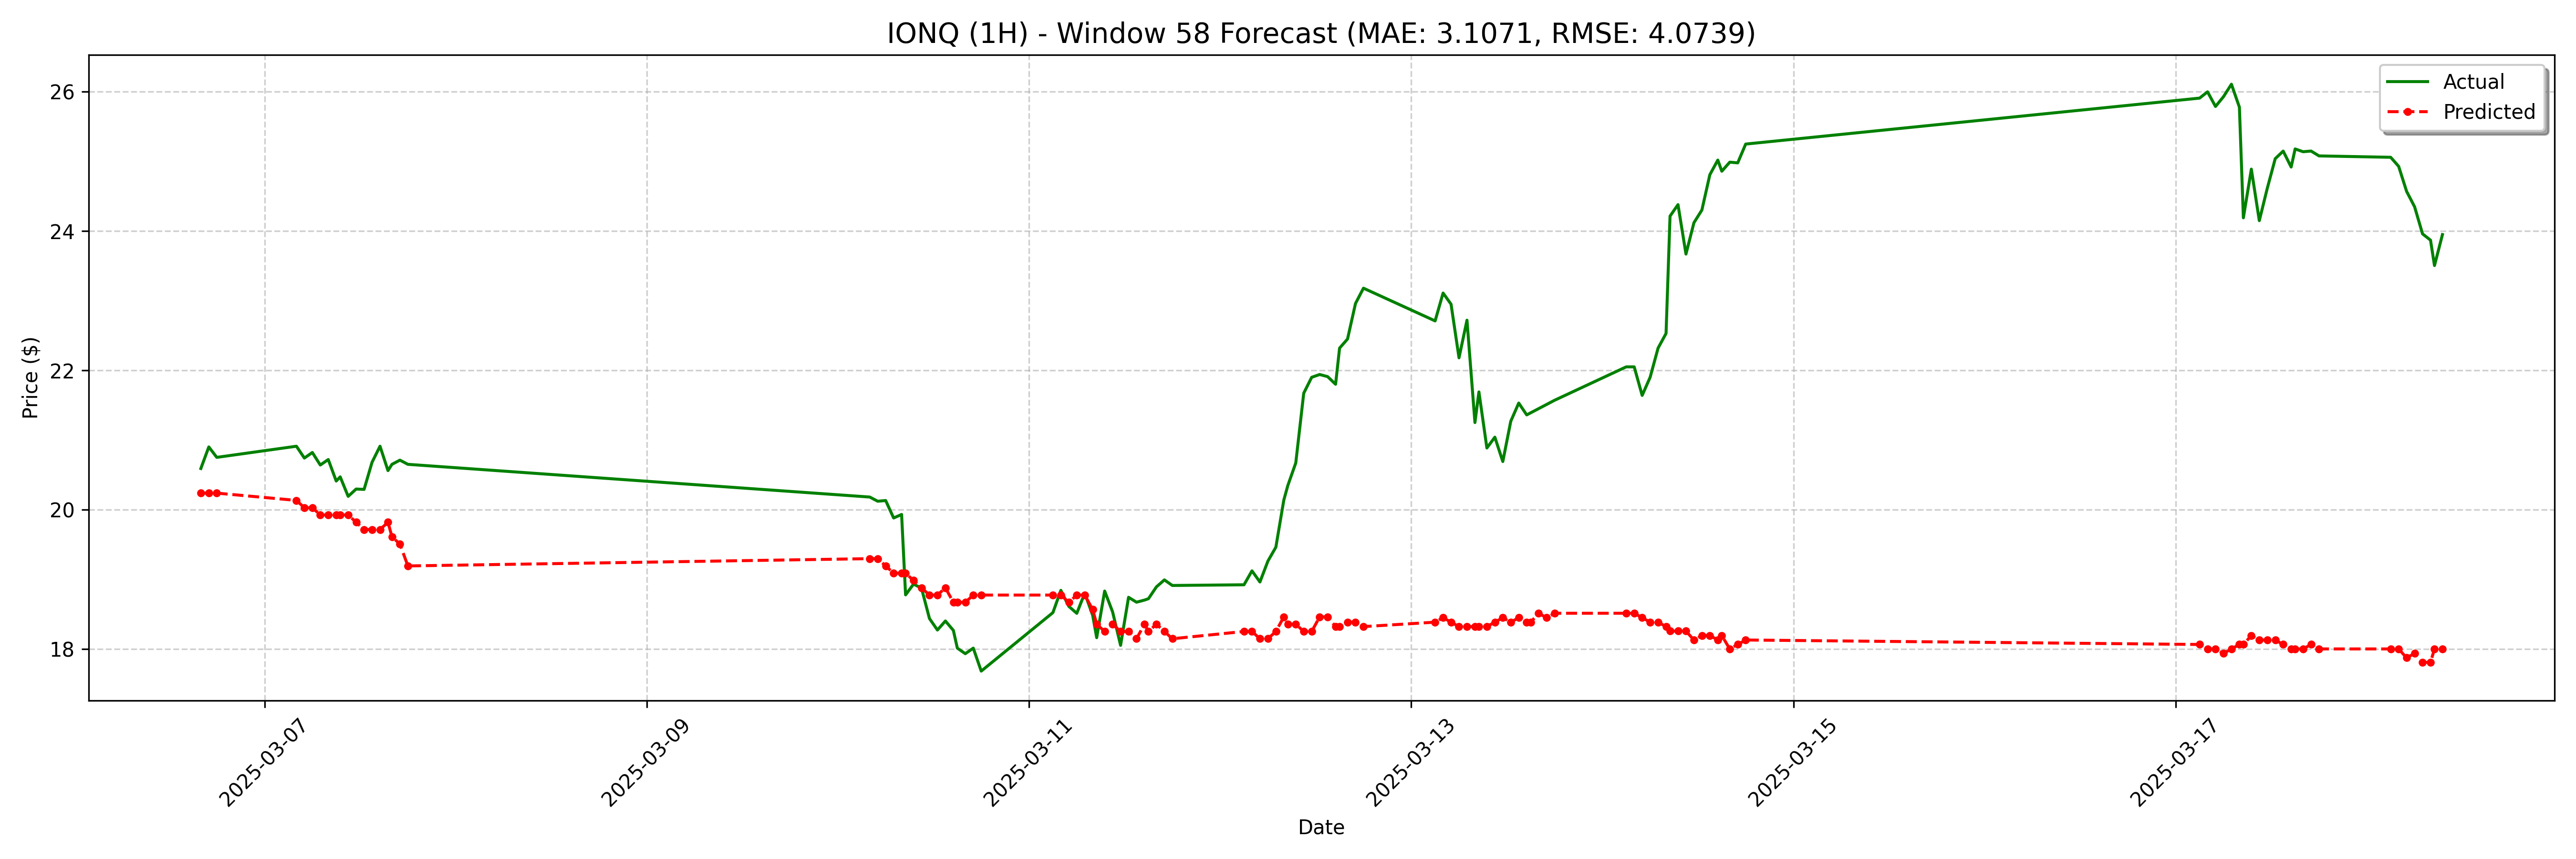 IONQ (1H) - Window 58 Forecast (MAE: 3.1071, RMSE: 4.0739)
Actual
Predicted
Price ($)
26
24
22
20
18
2025-03-07
2025-03-09
2025-03-11
2025-03-13
2025-03-15
2025-03-17
Date